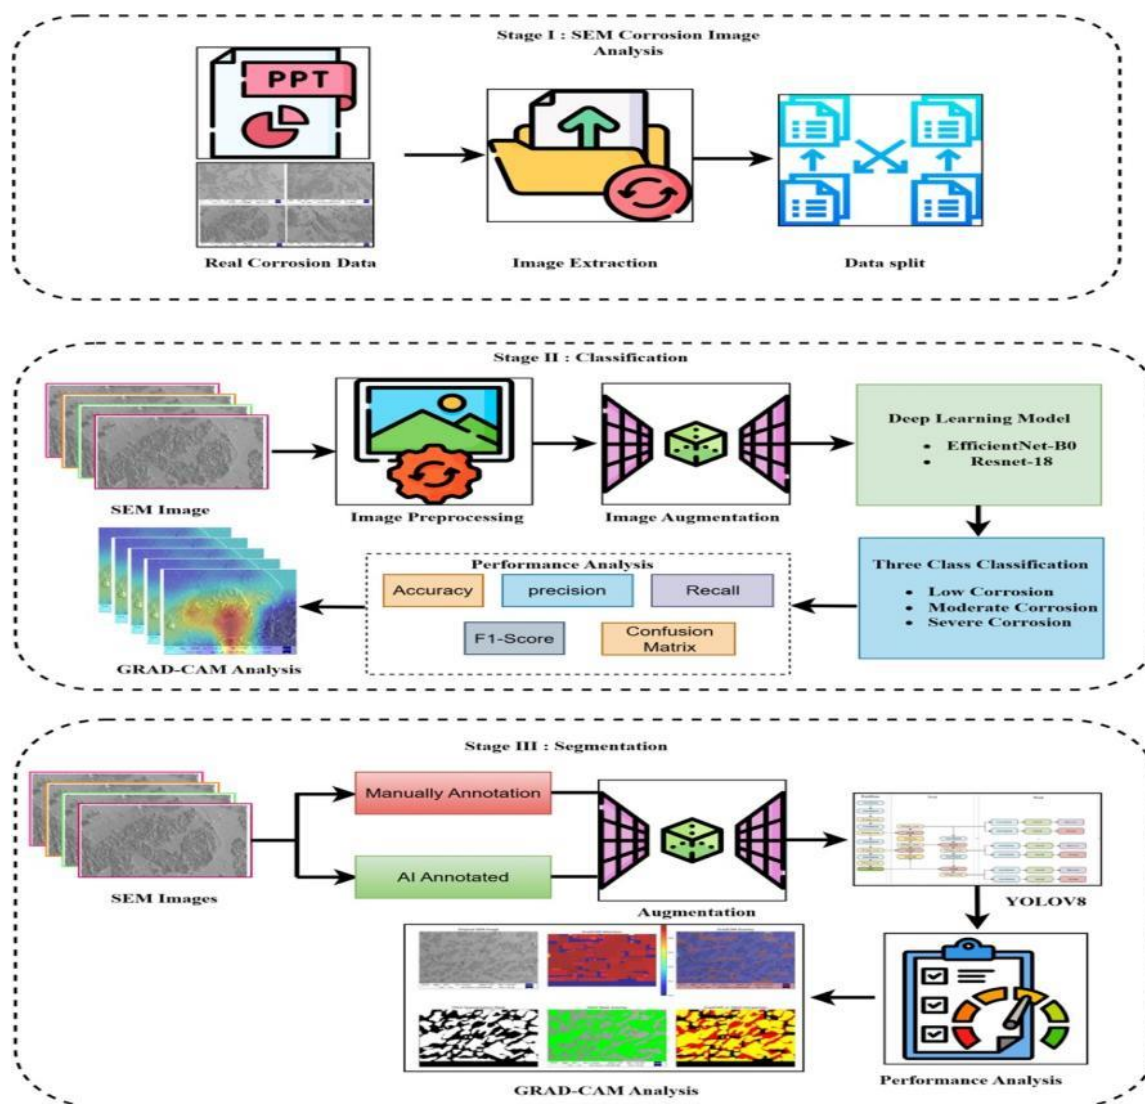 Stage I : SEM Corrosion Image
Analysis
PPT
Real Corrosion Data
Image Extraction
Data split
Stage II : Classification
SEM Image
Image Preprocessing
Image Augmentation
Deep Learning Model
• EfficientNet-B0
• Resnet-18
Three Class Classification
• Low Corrosion
• Moderate Corrosion
• Severe Corrosion
Performance Analysis
Accuracy
precision
Recall
F1-Score
Confusion
Matrix
GRAD-CAM Analysis
Stage III : Segmentation
SEM Images
Manually Annotation
AI Annotated
Augmentation
YOLOV8
Performance Analysis
GRAD-CAM Analysis